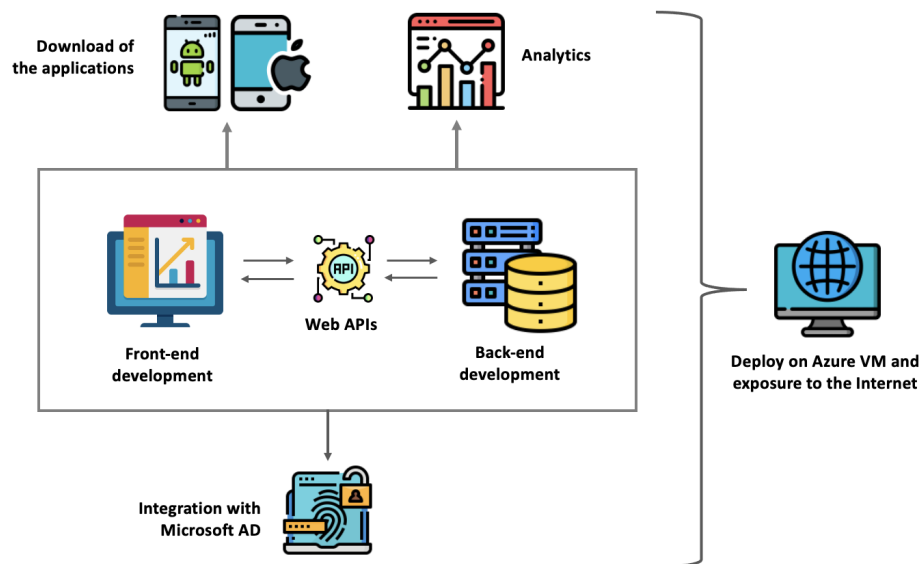 Download of
the applications
Analytics
API
Web APIs
Front-end
development
Back-end
development
Deploy on Azure VM and
exposure to the Internet
Integration with
Microsoft AD